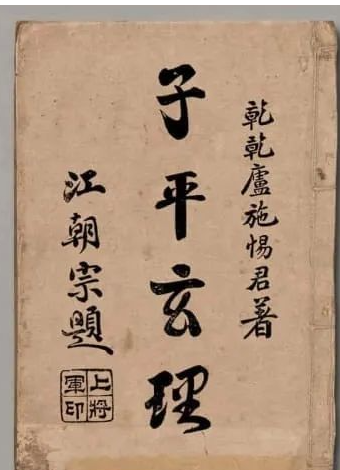 乾乾廬施惕君著
子平玄理
江朝宗題
上將
軍印